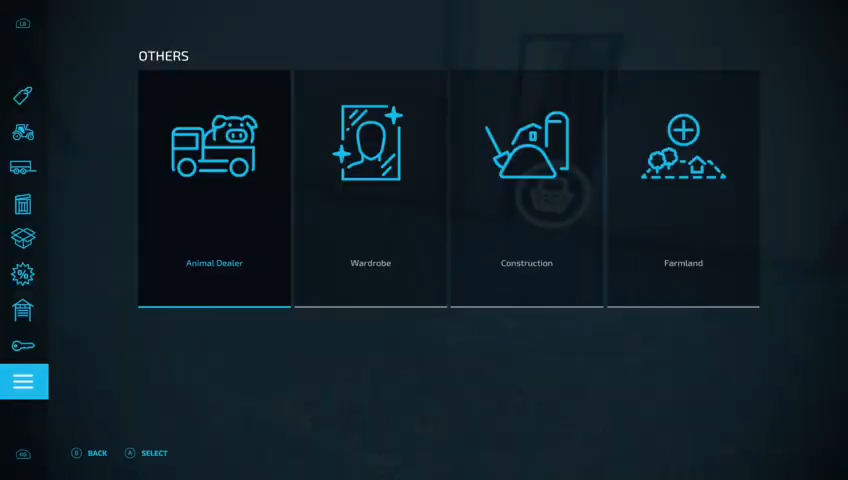 LB
OTHERS
Animal Dealer
Wardrobe
Construction
Farmland
%
RB
B BACK A SELECT